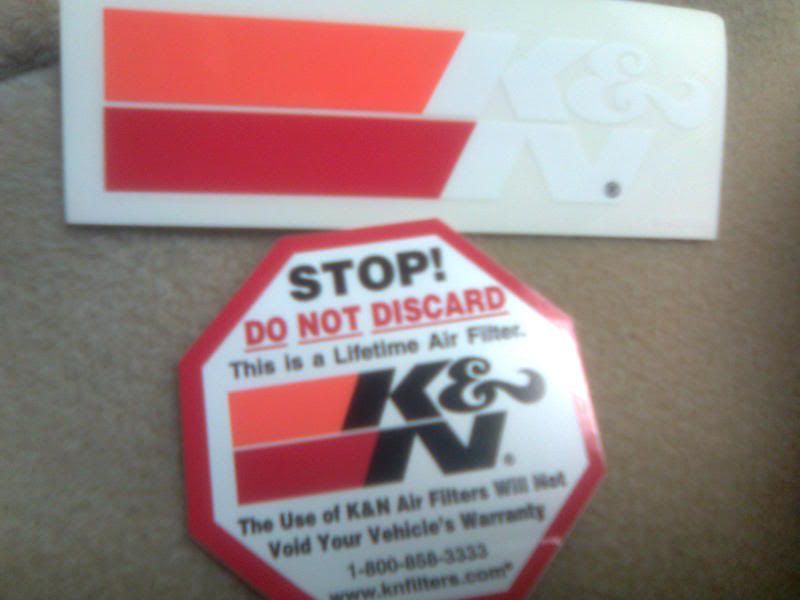 K&
N®
STOP!
DO NOT DISCARD
This is a Lifetime Air Filter.
K&
N®
The Use of K&N Air Filters Will Not
Void Your Vehicle's Warranty
1-800-858-3333
www.knfilters.com®